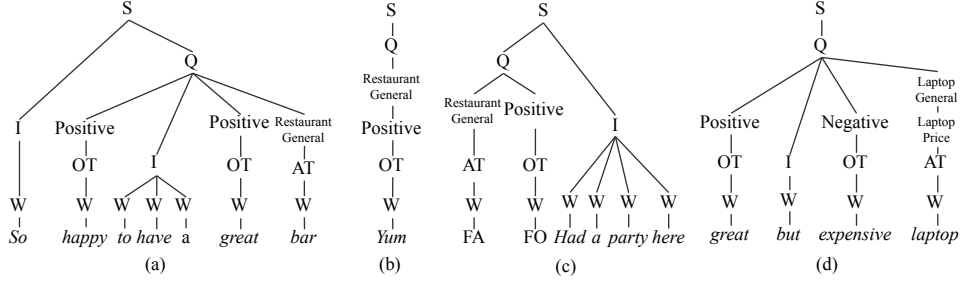 S S S S
Q Q Q Q
Restaurant General Restaurant General Laptop General
I Positive I Positive Restaurant General Positive Positive I Positive Negative Laptop Price
OT OT AT OT AT OT OT I OT AT
W W W W W W W W W W W W W W W W W W
So happy to have a great bar Yum FA FO Had a party here great but expensive laptop
(a) (b) (c) (d)